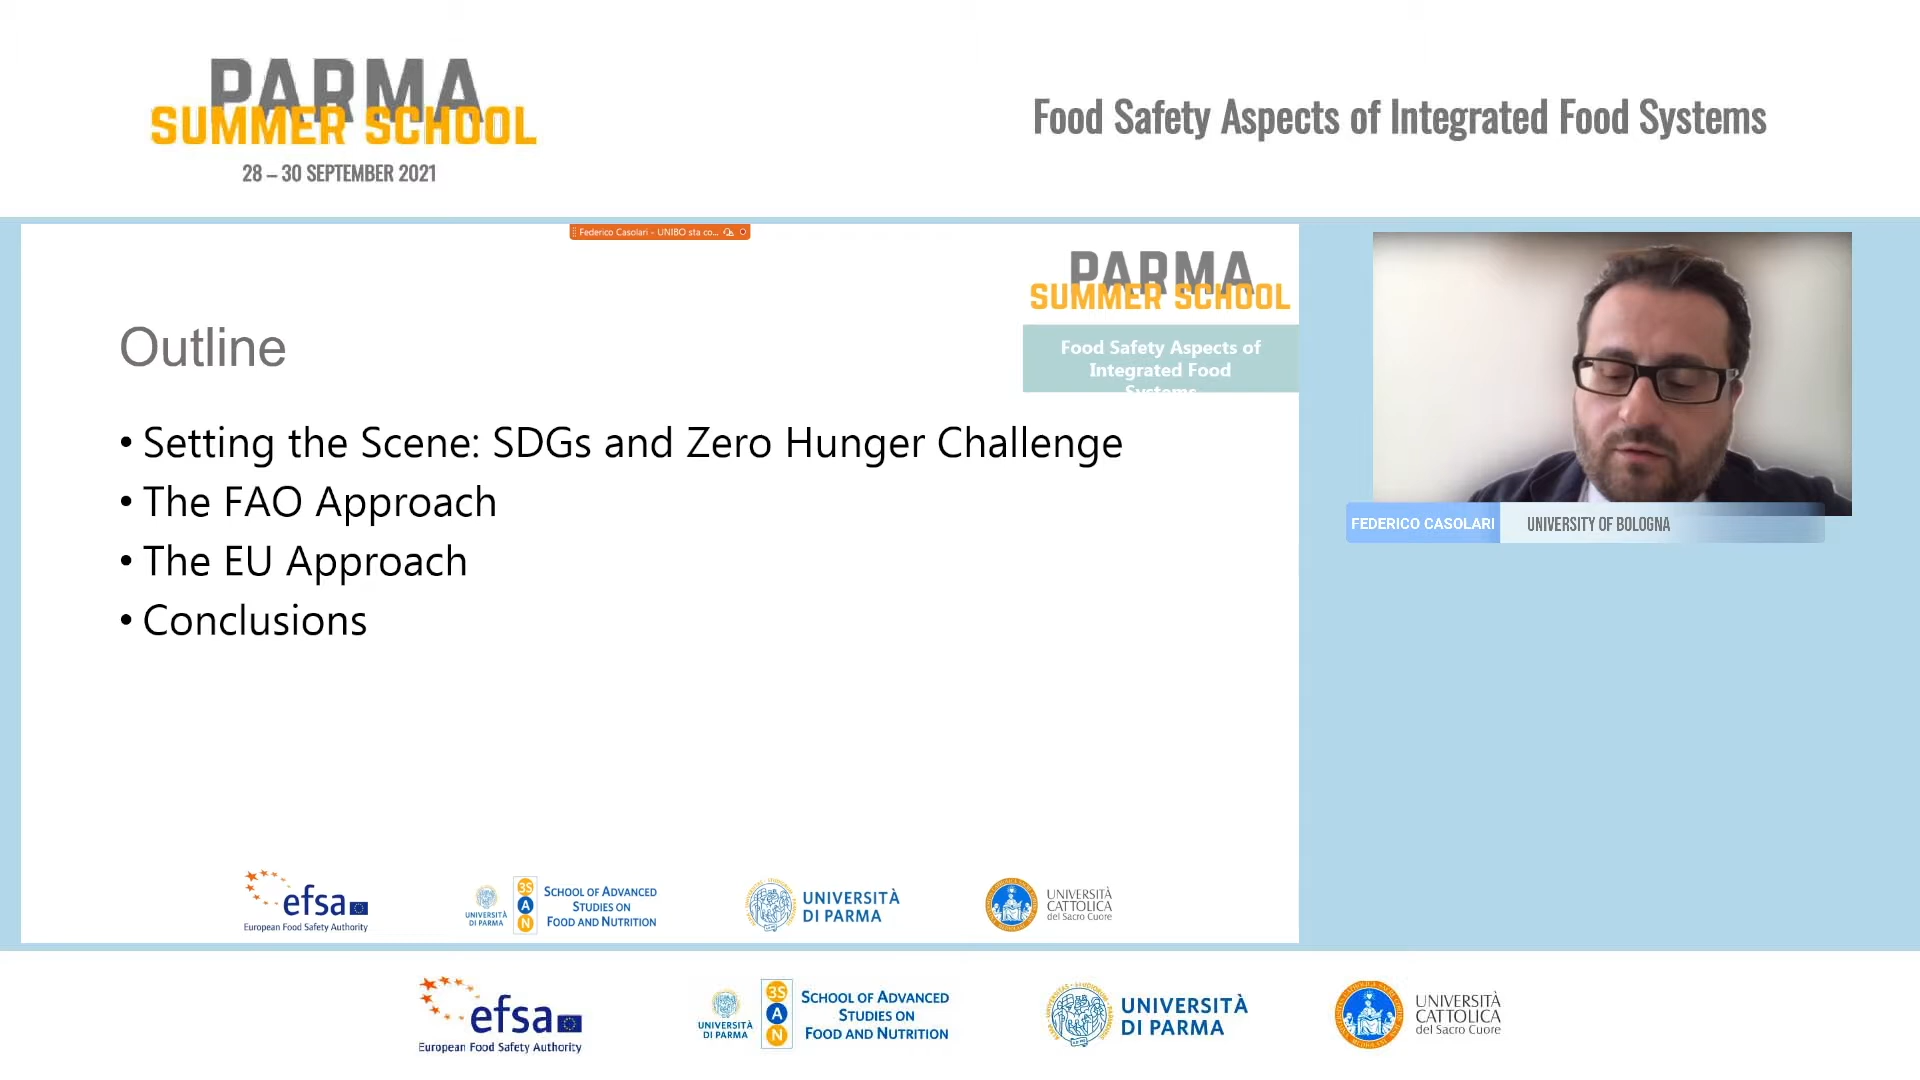 PARMA
SUMMER SCHOOL
28 – 30 SEPTEMBER 2021
Food Safety Aspects of Integrated Food Systems
Federico Casolari - UNIBO sta co...
PARMA
SUMMER SCHOOL
Food Safety Aspects of
Integrated Food
Systems
Outline
• Setting the Scene: SDGs and Zero Hunger Challenge
• The FAO Approach
• The EU Approach
• Conclusions
FEDERICO CASOLARI
UNIVERSITY OF BOLOGNA
efsa
European Food Safety Authority
UNIVERSITÀ
DI PARMA
3S
A
N
SCHOOL OF ADVANCED
STUDIES ON
FOOD AND NUTRITION
UNIVERSITÀ
DI PARMA
UNIVERSITÀ
CATTOLICA
del Sacro Cuore
efsa
European Food Safety Authority
UNIVERSITÀ
DI PARMA
3S
A
N
SCHOOL OF ADVANCED
STUDIES ON
FOOD AND NUTRITION
UNIVERSITÀ
DI PARMA
UNIVERSITÀ
CATTOLICA
del Sacro Cuore